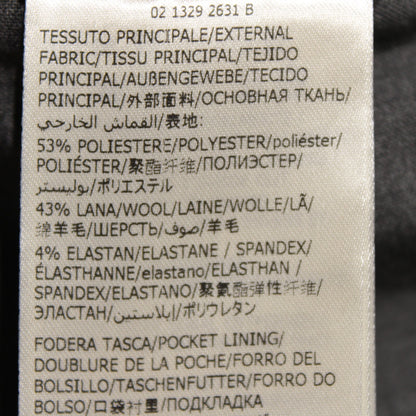 02 1329 2631 B
TESSUTO PRINCIPALE/EXTERNAL
FABRIC/TISSU PRINCIPAL/TEJIDO
PRINCIPAL/AUßENGEWEBE/TECIDO
PRINCIPAL/外部面料/ОСНОВНАЯ ТКАНЬ/
القماش الخارجي/表地:
53% POLIESTERE/POLYESTER/poliéster/
POLIÉSTER/聚酯纤维/ПОЛИЭСТЕР/
بوليستر/ポリエステル
43% LANA/WOOL/LAINE/WOLLE/LÃ/
绵羊毛/ШЕРСТЬ/صوف/羊毛
4% ELASTAN/ELASTANE / SPANDEX/
ÉLASTHANNE/elastano/ELASTHAN /
SPANDEX/ELASTANO/聚氨酯弹性纤维/
ЭЛАСТАН/إيلاستين/ポリウレタン
FODERA TASCA/POCKET LINING/
DOUBLURE DE LA POCHE/FORRO DEL
BOLSILLO/TASCHENFUTTER/FORRO DO
BOLSO/口袋衬里/ПОДКЛАДКА